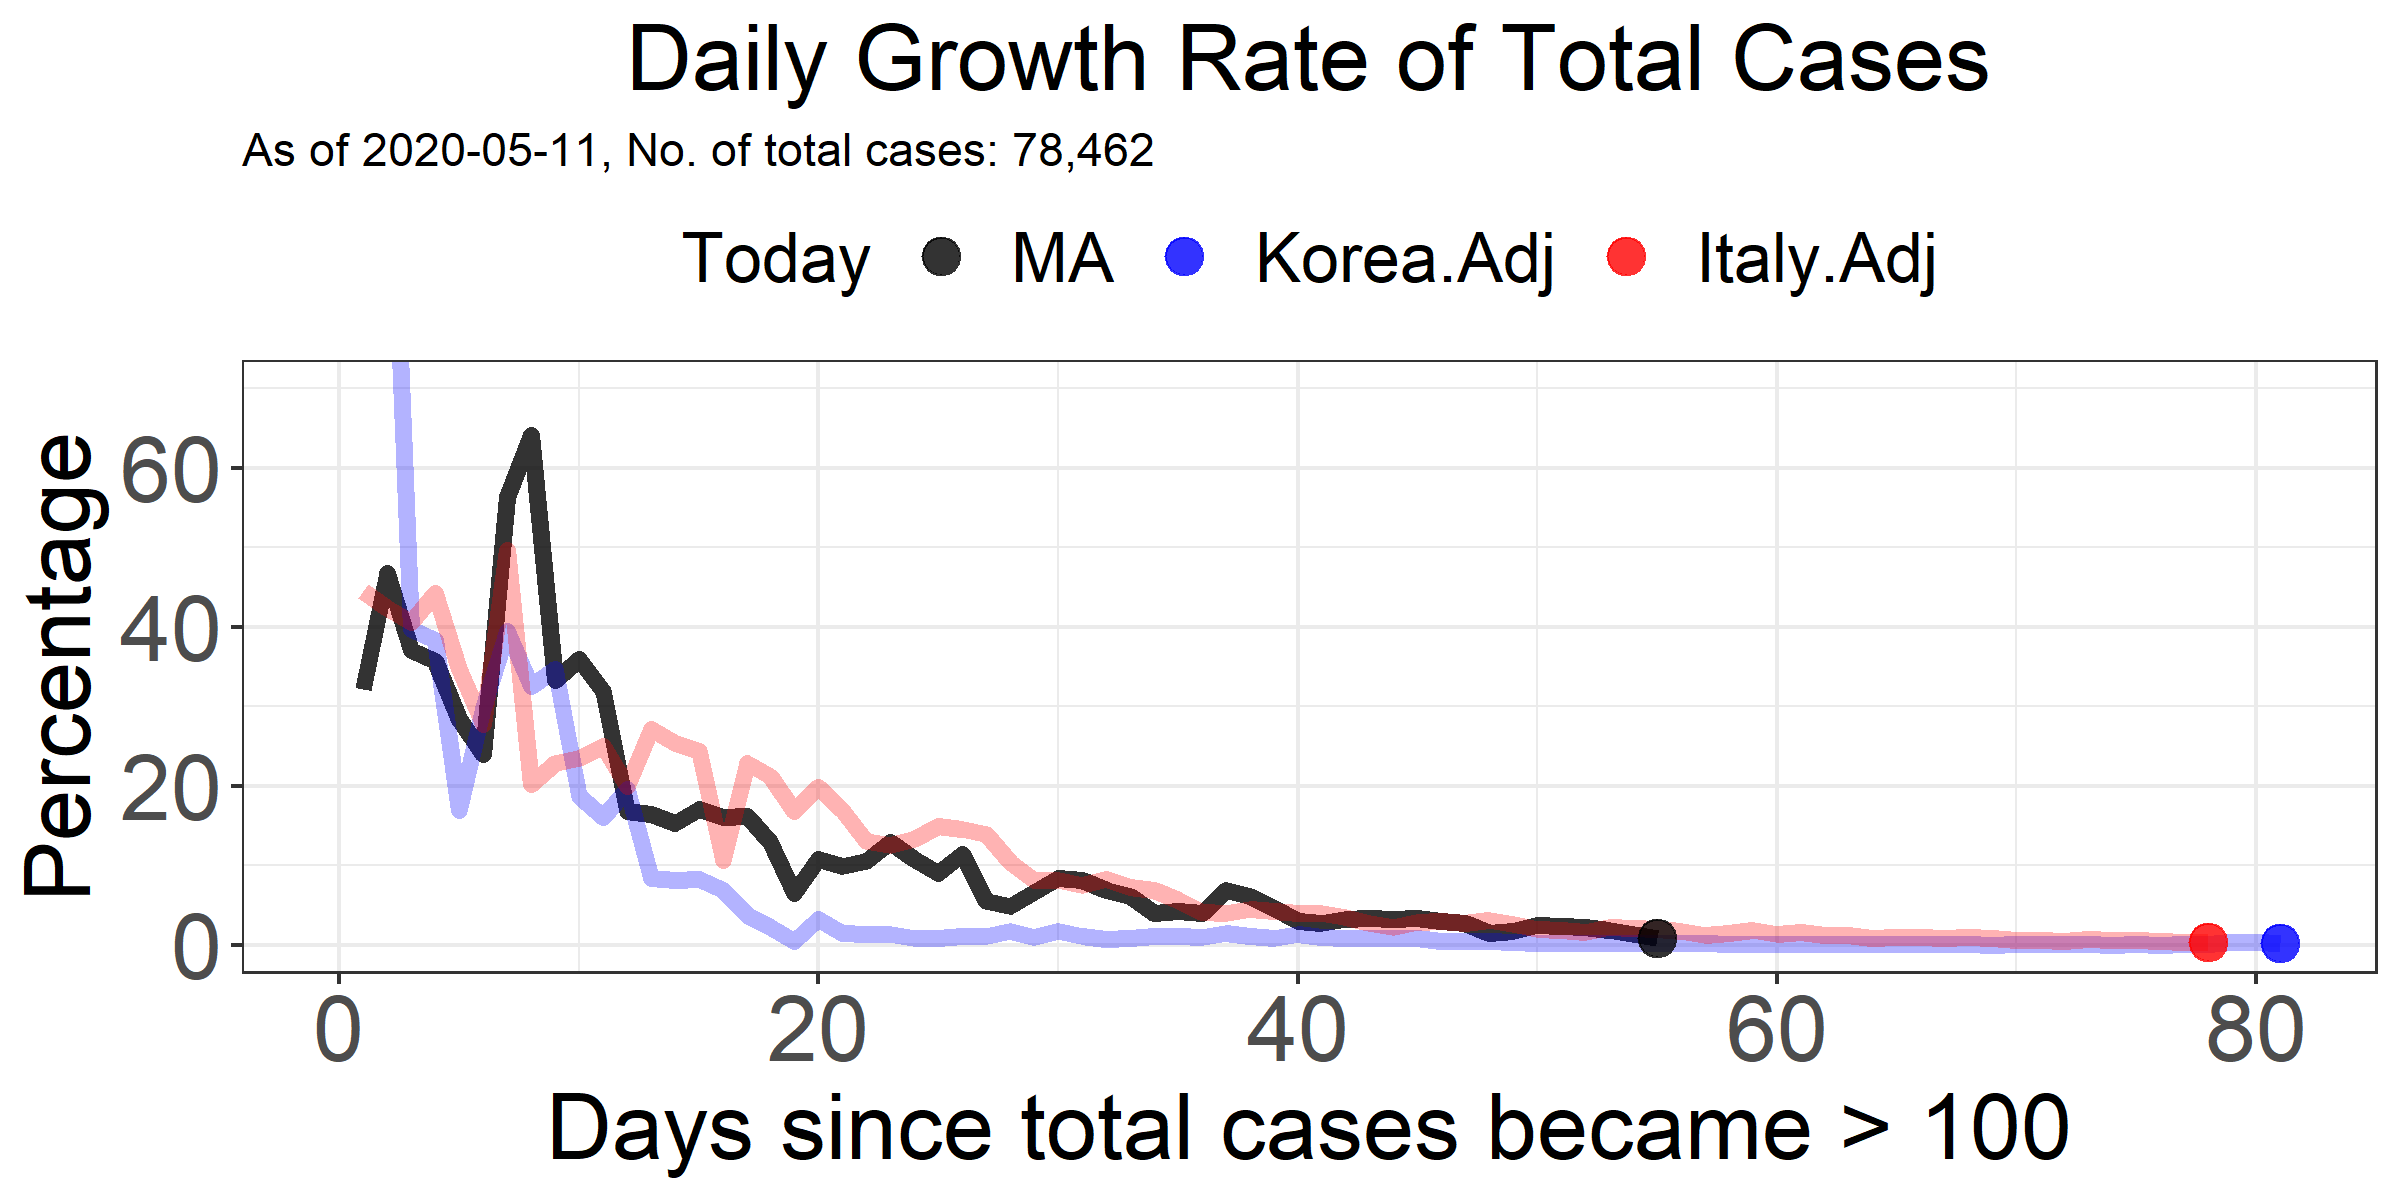 Daily Growth Rate of Total Cases
As of 2020-05-11, No. of total cases: 78,462
Today MA Korea.Adj Italy.Adj
Percentage
60
40
20
0
0 20 40 60 80
Days since total cases became > 100